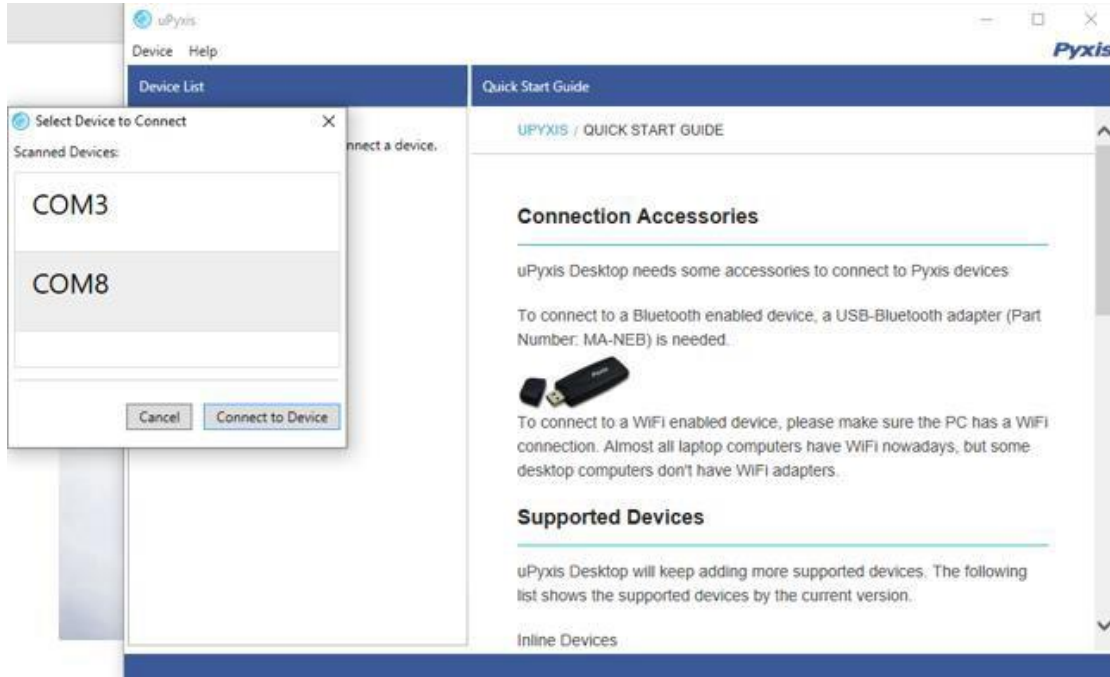 uPyxis
Device Help
Pyxis
Device List
Quick Start Guide
Select Device to Connect
Scanned Devices:
COM3
COM8
Cancel
Connect to Device
nnect a device.
UPYXIS / QUICK START GUIDE
Connection Accessories
uPyxis Desktop needs some accessories to connect to Pyxis devices
To connect to a Bluetooth enabled device, a USB-Bluetooth adapter (Part
Number: MA-NEB) is needed.
Pyxis
To connect to a WiFi enabled device, please make sure the PC has a WiFi
connection. Almost all laptop computers have WiFi nowadays, but some
desktop computers don't have WiFi adapters.
Supported Devices
uPyxis Desktop will keep adding more supported devices. The following
list shows the supported devices by the current version.
Inline Devices